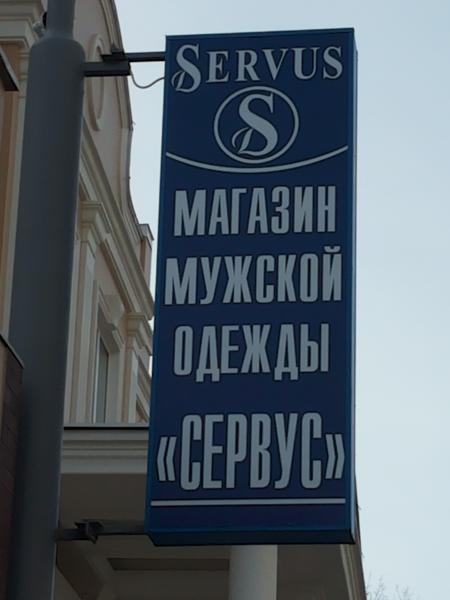 SERVUS
S
МАГАЗИН
МУЖСКОЙ
ОДЕЖДЫ
«СЕРВУС»